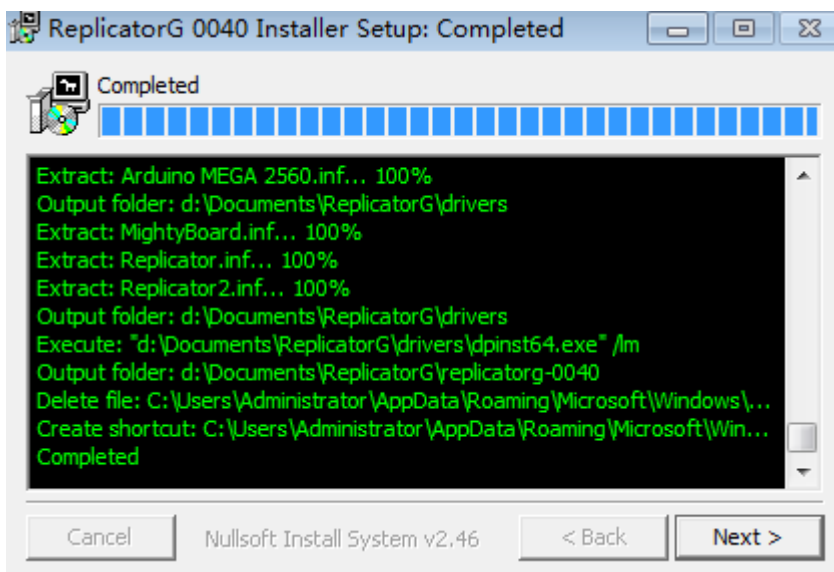 ReplicatorG 0040 Installer Setup: Completed
Completed
Extract: Arduino MEGA 2560.inf... 100%
Output folder: d:\Documents\ReplicatorG\drivers
Extract: MightyBoard.inf... 100%
Extract: Replicator.inf... 100%
Extract: Replicator2.inf... 100%
Output folder: d:\Documents\ReplicatorG\drivers
Execute: "d:\Documents\ReplicatorG\drivers\dpinst64.exe" /lm
Output folder: d:\Documents\ReplicatorG\replicatorg-0040
Delete file: C:\Users\Administrator\AppData\Roaming\Microsoft\Windows\...
Create shortcut: C:\Users\Administrator\AppData\Roaming\Microsoft\Win...
Completed
Cancel Nullsoft Install System v2.46 < Back Next >